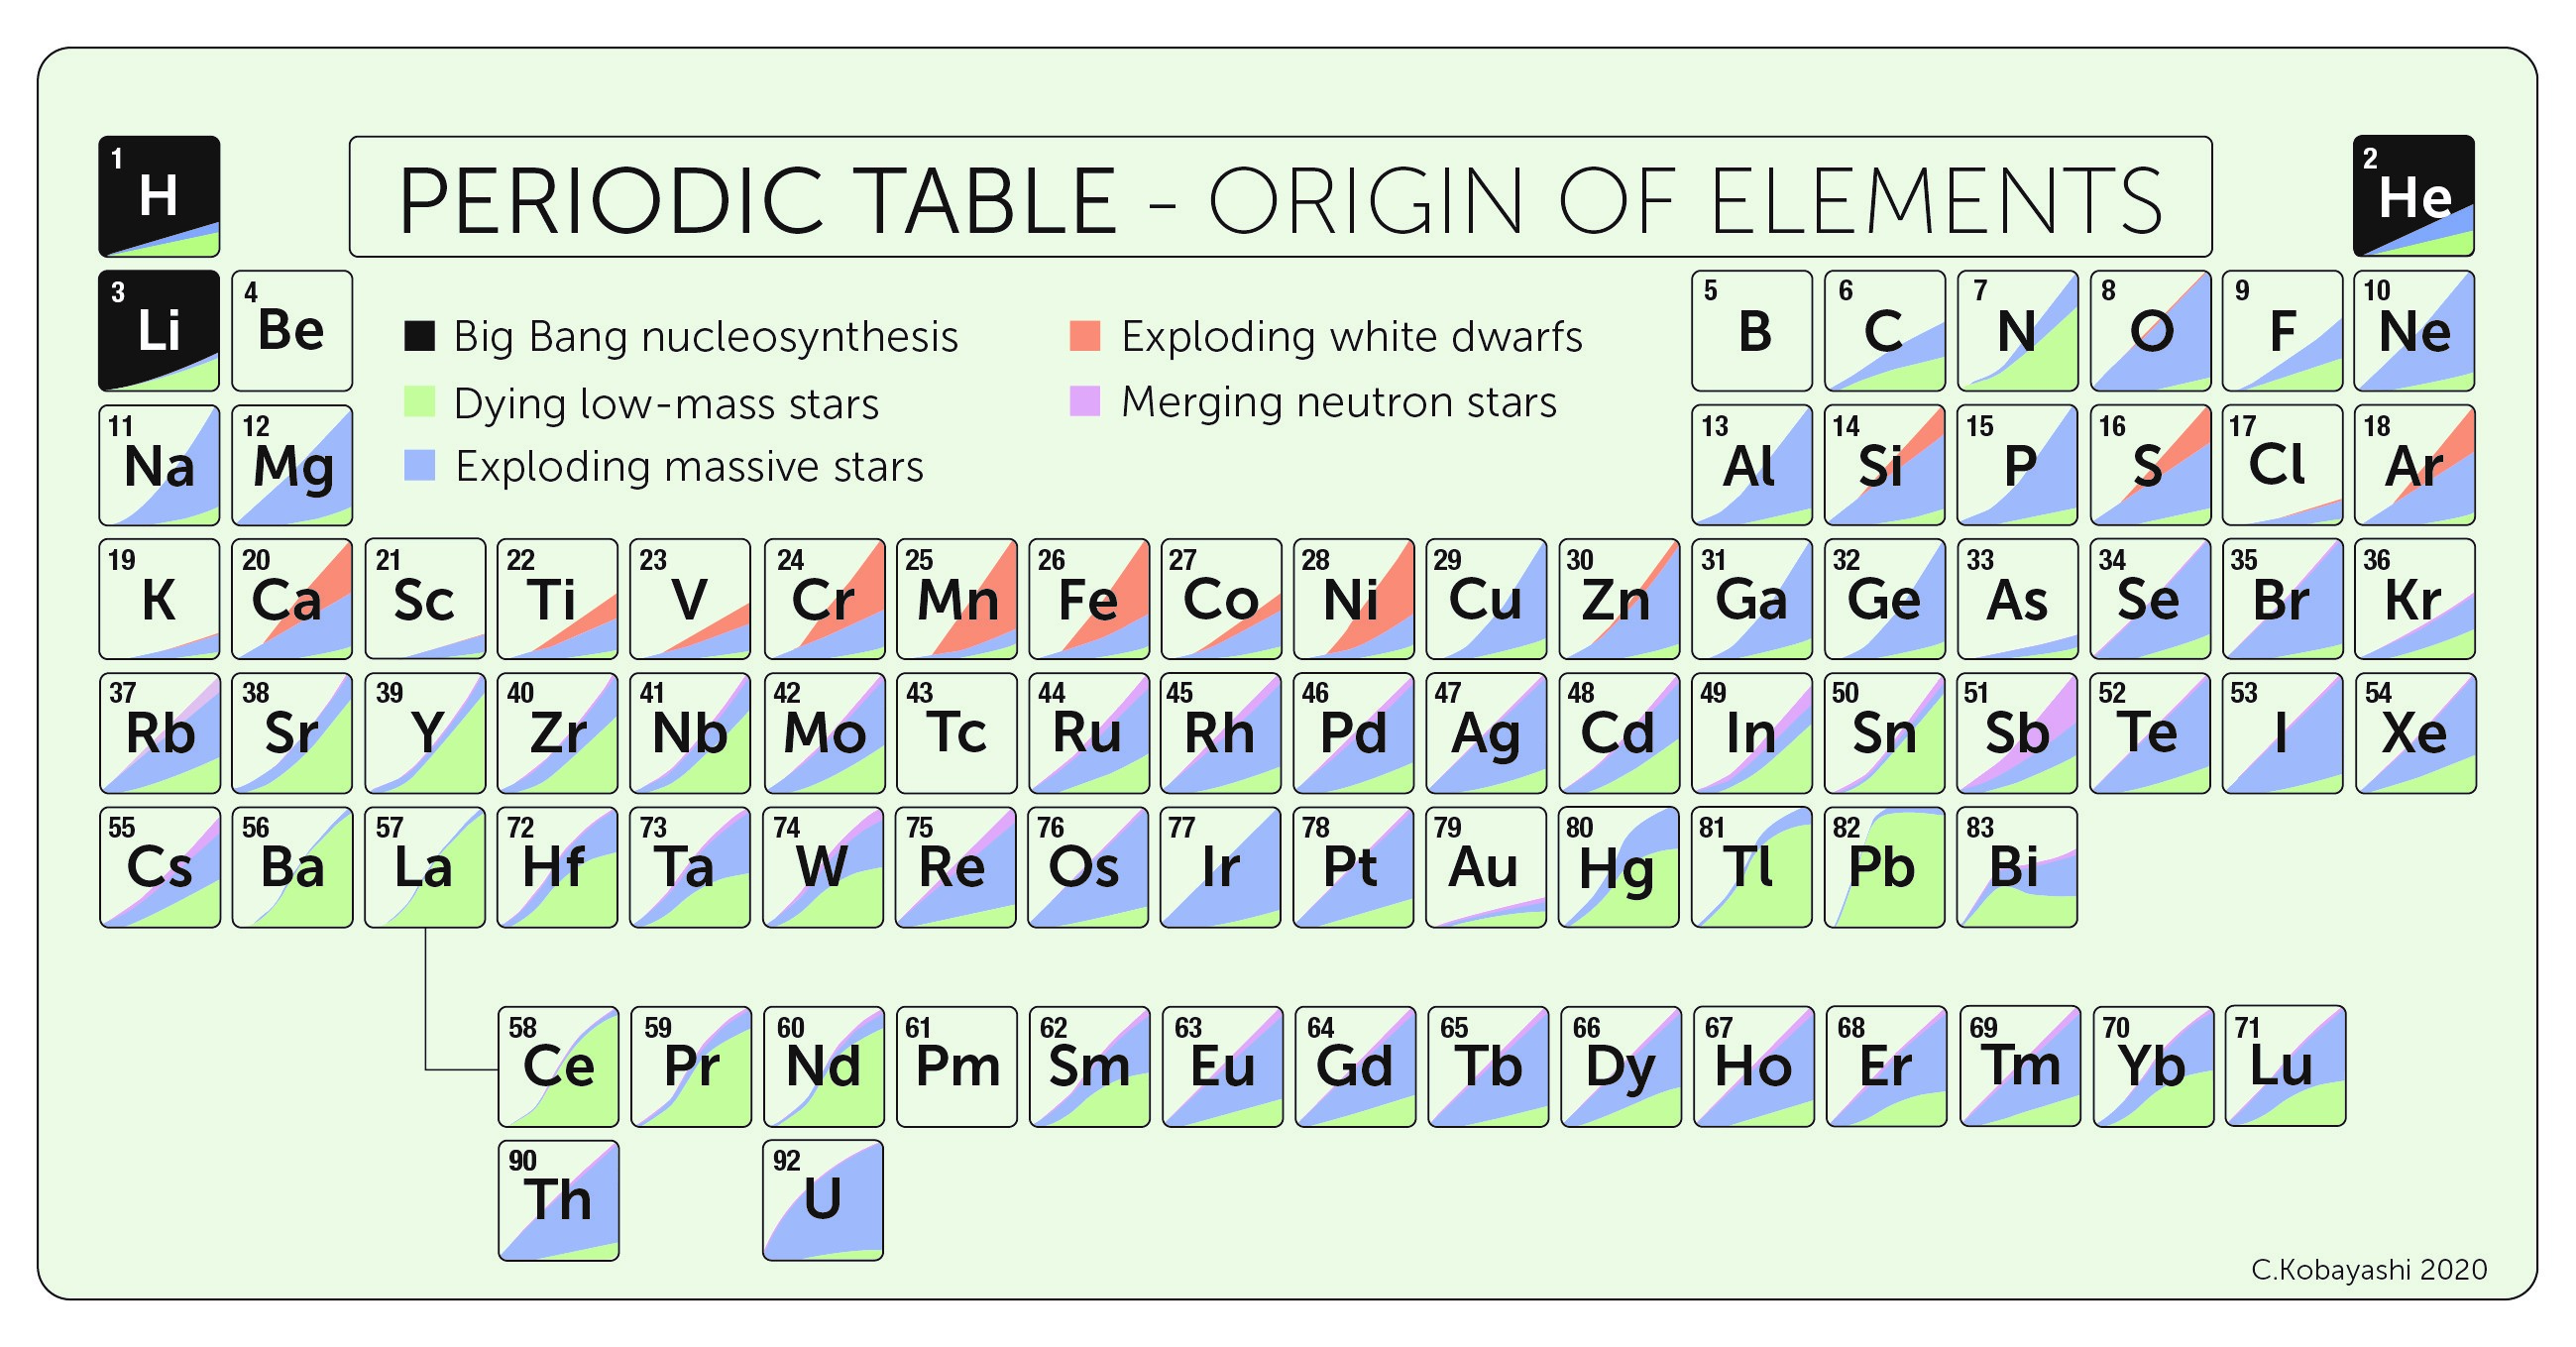 1 2
H PERIODIC TABLE - ORIGIN OF ELEMENTS He
3 4 5 6 7 8 9 10
Li Be B C N O F Ne
Big Bang nucleosynthesis Exploding white dwarfs
Dying low-mass stars Merging neutron stars
Exploding massive stars
11 12 13 14 15 16 17 18
Na Mg Al Si P S Cl Ar
19 20 21 22 23 24 25 26 27 28 29 30 31 32 33 34 35 36
K Ca Sc Ti V Cr Mn Fe Co Ni Cu Zn Ga Ge As Se Br Kr
37 38 39 40 41 42 43 44 45 46 47 48 49 50 51 52 53 54
Rb Sr Y Zr Nb Mo Tc Ru Rh Pd Ag Cd In Sn Sb Te I Xe
55 56 57 72 73 74 75 76 77 78 79 80 81 82 83
Cs Ba La Hf Ta W Re Os Ir Pt Au Hg Tl Pb Bi
58 59 60 61 62 63 64 65 66 67 68 69 70 71
Ce Pr Nd Pm Sm Eu Gd Tb Dy Ho Er Tm Yb Lu
90 92
Th U
C.Kobayashi 2020